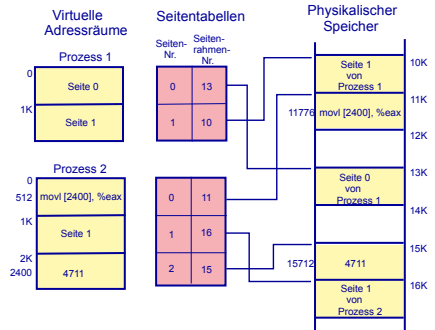 Virtuelle
Adressräume
Seitentabellen
Physikalischer
Speicher
Prozess 1
0
Seite 0
1K
Seite 1
Seiten-
Nr.
Seiten-
rahmen-
Nr.
0 13
1 10
Prozess 2
0
512 movl [2400], %eax
1K
Seite 1
2K
2400 4711
0 11
1 16
2 15
10K
Seite 1
von
Prozess 1
11K
11776 movl [2400], %eax
12K
13K
Seite 0
von
Prozess 1
14K
15K
15712 4711
16K
Seite 1
von
Prozess 2